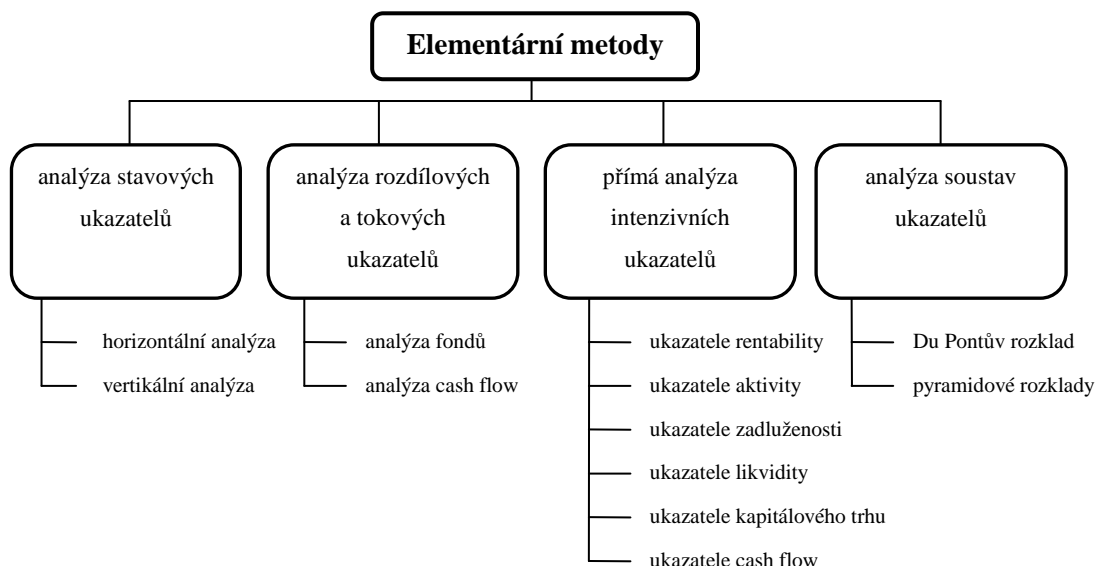 Elementární metody
analýza stavových
ukazatelů
analýza rozdílových
a tokových
ukazatelů
přímá analýza
intenzivních
ukazatelů
analýza soustav
ukazatelů
horizontální analýza
vertikální analýza
analýza fondů
analýza cash flow
ukazatele rentability
ukazatele aktivity
ukazatele zadluženosti
ukazatele likvidity
ukazatele kapitálového trhu
ukazatele cash flow
Du Pontův rozklad
pyramidové rozklady